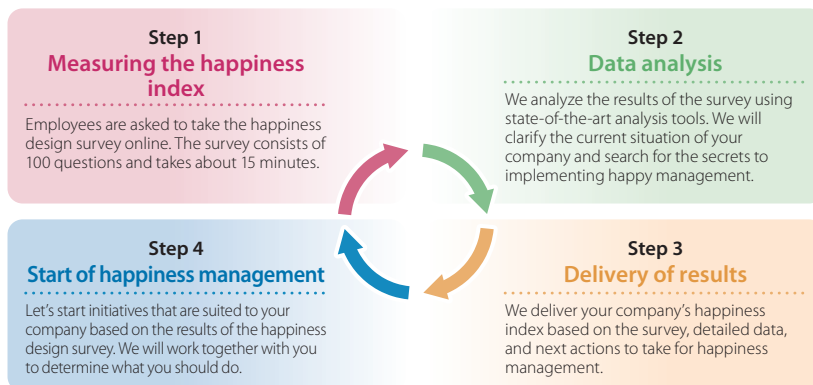 Step 1
Measuring the happiness
index
Employees are asked to take the happiness
design survey online. The survey consists of
100 questions and takes about 15 minutes.
Step 2
Data analysis
We analyze the results of the survey using
state-of-the-art analysis tools. We will
clarify the current situation of your
company and search for the secrets to
implementing happy management.
Step 3
Delivery of results
We deliver your company's happiness
index based on the survey, detailed data,
and next actions to take for happiness
management.
Step 4
Start of happiness management
Let's start initiatives that are suited to your
company based on the results of the happiness
design survey. We will work together with you
to determine what you should do.